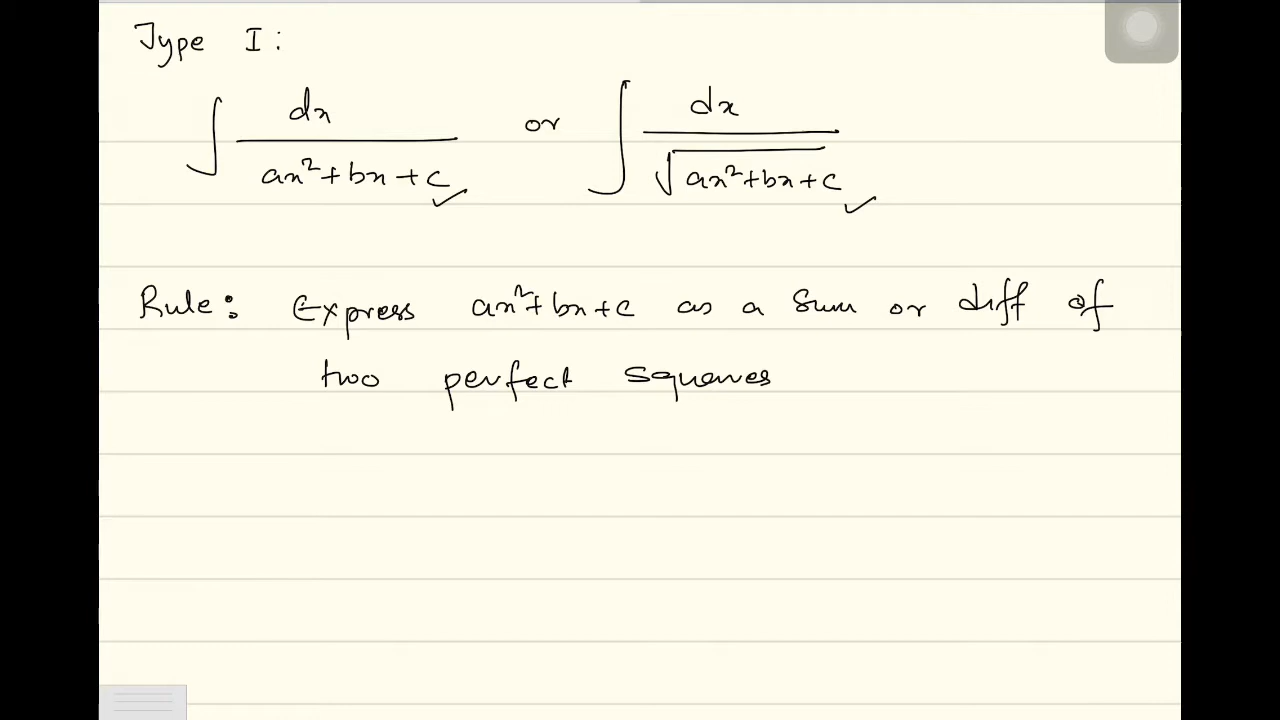 Type I:
∫ dx / (ax²+bx+c) or ∫ dx / √(ax²+bx+c)
Rule: Express ax²+bx+c as a sum or diff of
two perfect squares